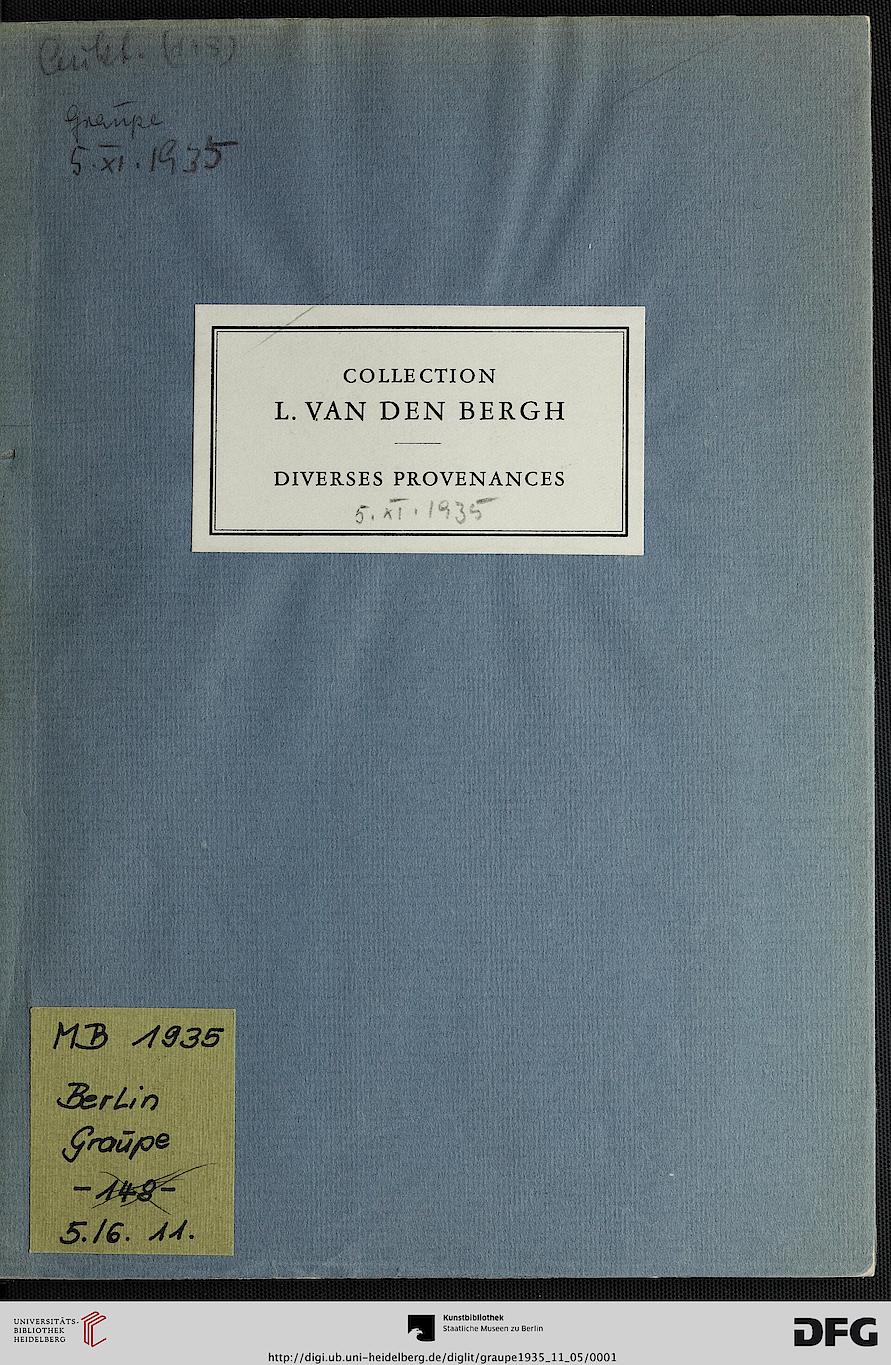 Graupe
5.XI.1935
COLLECTION
L. VAN DEN BERGH
DIVERSES PROVENANCES
5.XI.1935
MB 1935
Berlin
Graupe
-148-
5./6. 11.
UNIVERSITÄTS-
BIBLIOTHEK
HEIDELBERG
Kunstbibliothek
Staatliche Museen zu Berlin
DFG
http://digi.ub.uni-heidelberg.de/diglit/graupe1935_11_05/0001